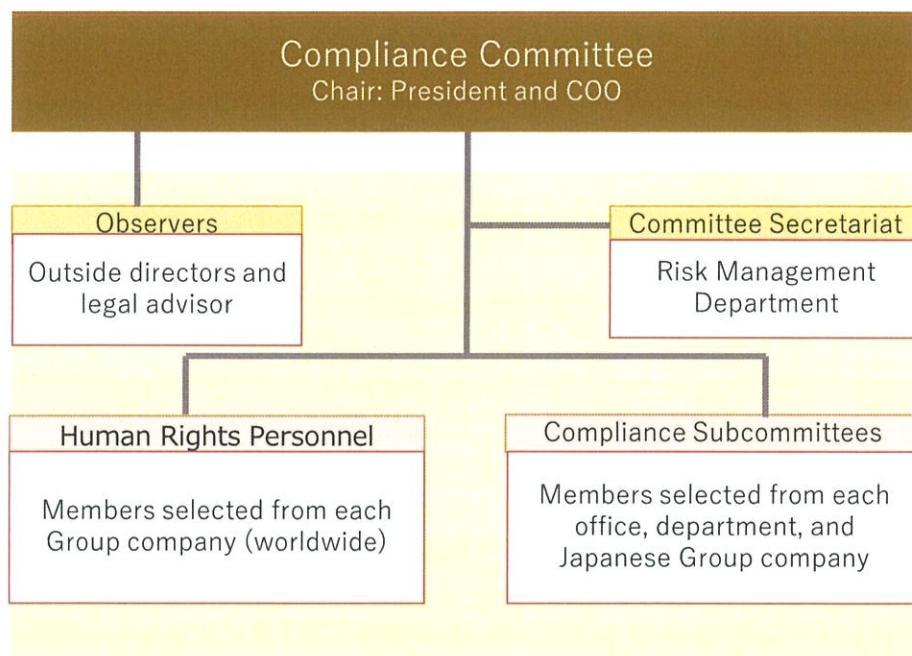 Compliance Committee
Chair: President and COO
Observers
Outside directors and
legal advisor
Committee Secretariat
Risk Management
Department
Human Rights Personnel
Members selected from each
Group company (worldwide)
Compliance Subcommittees
Members selected from each
office, department, and
Japanese Group company